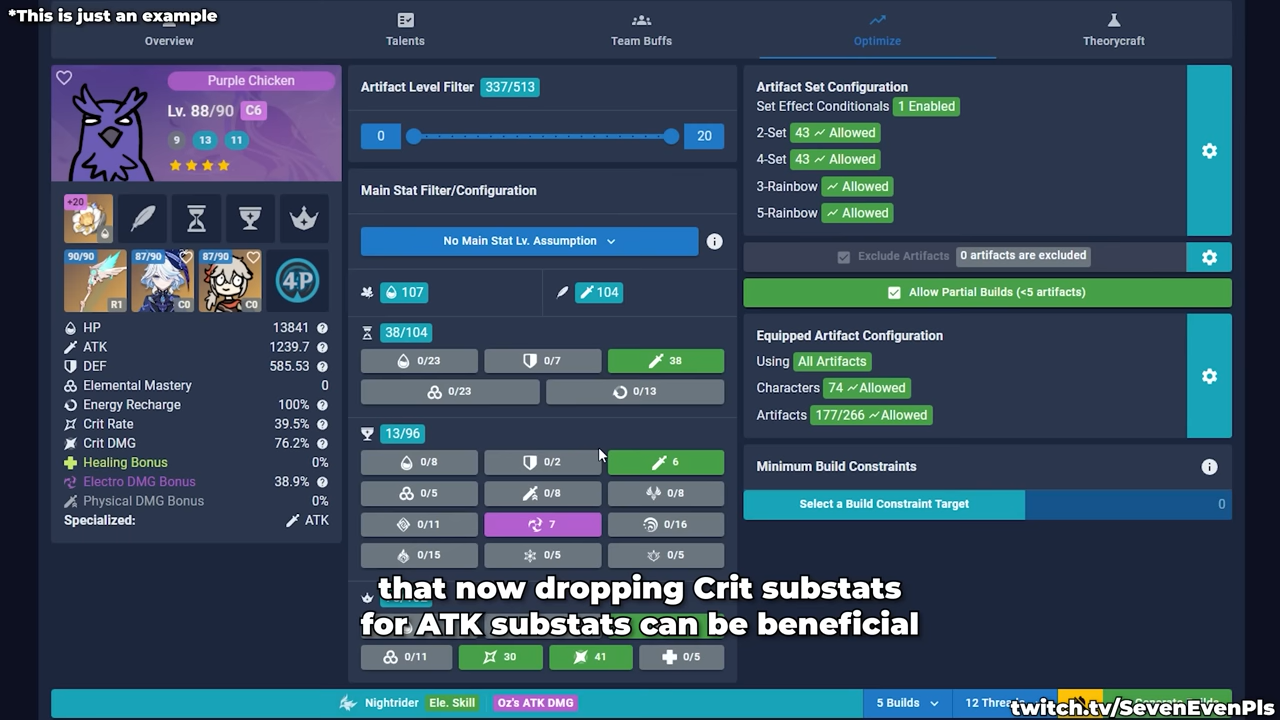 *This is just an example
Overview
Talents
Team Buffs
Optimize
Theorycraft
Purple Chicken
Lv. 88/90 C6
9 13 11
+20
90/90
87/90
87/90
R1
C0
C0
4P
HP 13841
ATK 1239.7
DEF 585.53
Elemental Mastery 0
Energy Recharge 100%
Crit Rate 39.5%
Crit DMG 76.2%
Healing Bonus 0%
Electro DMG Bonus 38.9%
Physical DMG Bonus 0%
Specialized: ATK
Artifact Level Filter 337/513
0 20
Main Stat Filter/Configuration
No Main Stat Lv. Assumption
107 104
38/104
0/23 0/7 38
0/23 0/13
13/96
0/8 0/2 6
0/5 0/8 0/8
0/11 7 0/16
0/15 0/5 0/5
0/11 30 41 0/5
Artifact Set Configuration
Set Effect Conditionals 1 Enabled
2-Set 43 Allowed
4-Set 43 Allowed
3-Rainbow Allowed
5-Rainbow Allowed
Exclude Artifacts 0 artifacts are excluded
Allow Partial Builds (<5 artifacts)
Equipped Artifact Configuration
Using All Artifacts
Characters 74 Allowed
Artifacts 177/266 Allowed
Minimum Build Constraints
Select a Build Constraint Target 0
that now dropping Crit substats
for ATK substats can be beneficial
Nightrider Ele. Skill Oz's ATK DMG
5 Builds
twitch.tv/SevenEvenPls